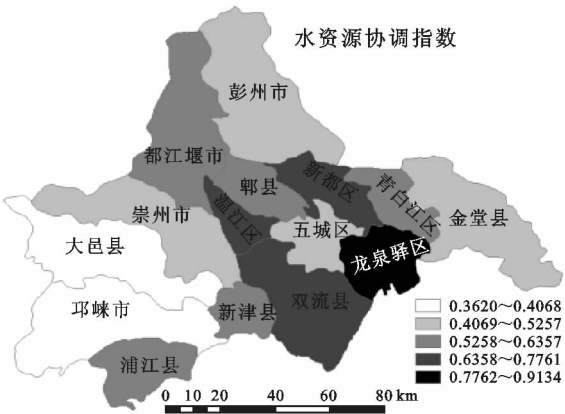 水资源协调指数
彭州市
都江堰市
郫县
新都区
青白江区
金堂县
崇州市
温江区
五城区
龙泉驿区
大邑县
邛崃市
新津县
双流县
浦江县
0.3620～0.4068
0.4069～0.5257
0.5258～0.6357
0.6358～0.7761
0.7762～0.9134
0 10 20 40 60 80 km